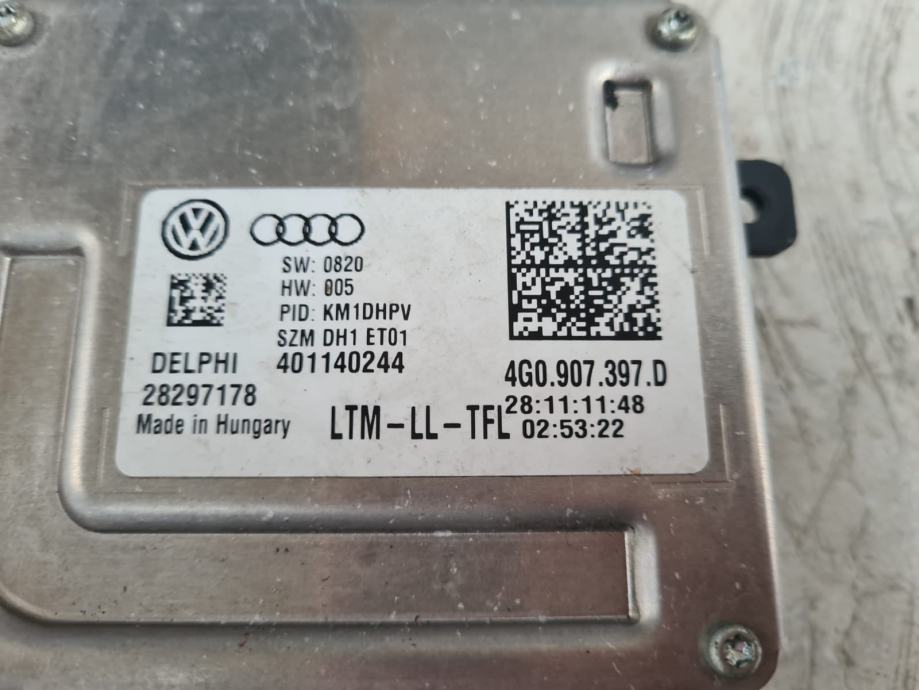 SW: 0820
HW: 005
PID: KM1DHPV
SZM DH1 ET01
DELPHI 401140244
28297178
Made in Hungary
LTM-LL-TFL
4G0.907.397.D
28:11:11:48
02:53:22